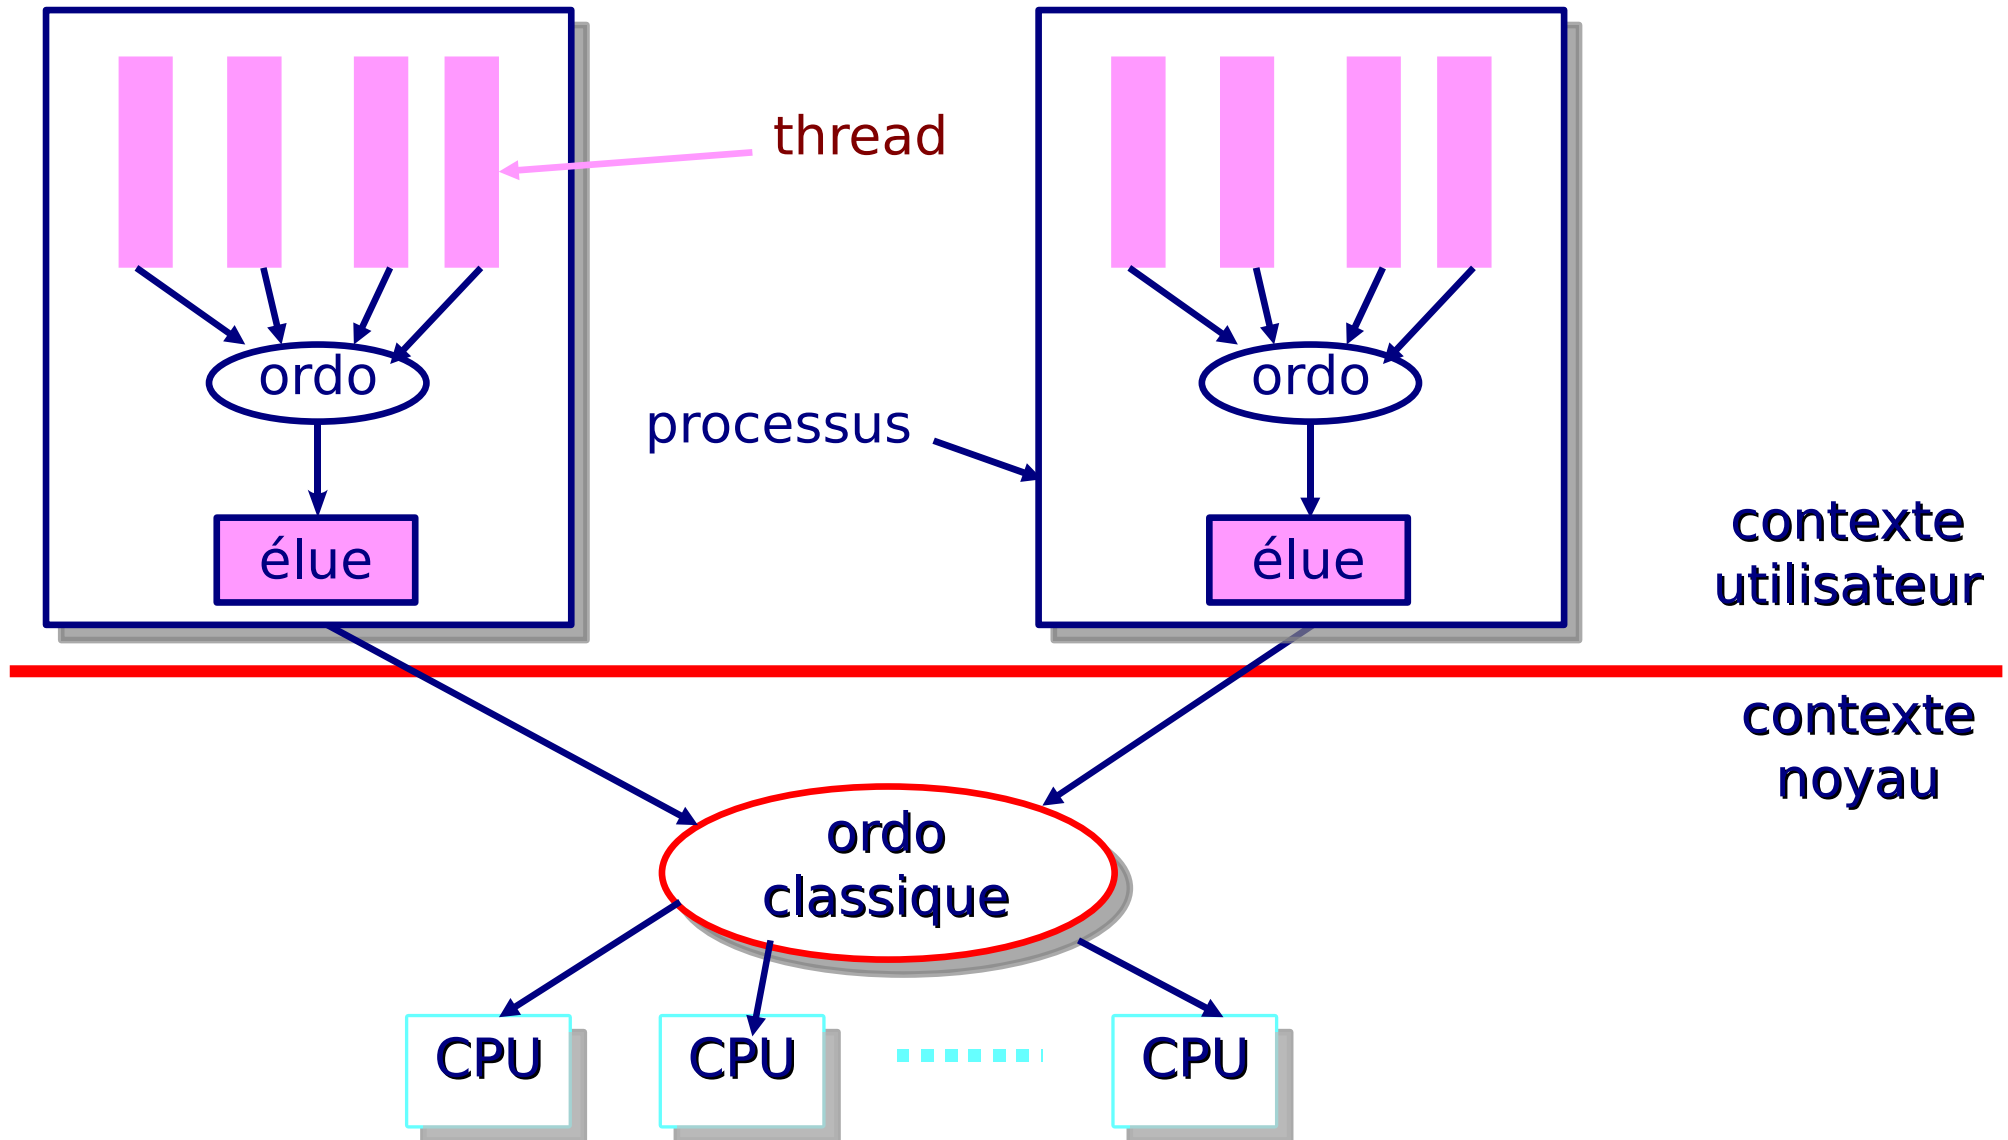 thread
ordo
ordo
processus
élue
élue
contexte
utilisateur
contexte
noyau
ordo
classique
CPU
CPU
CPU